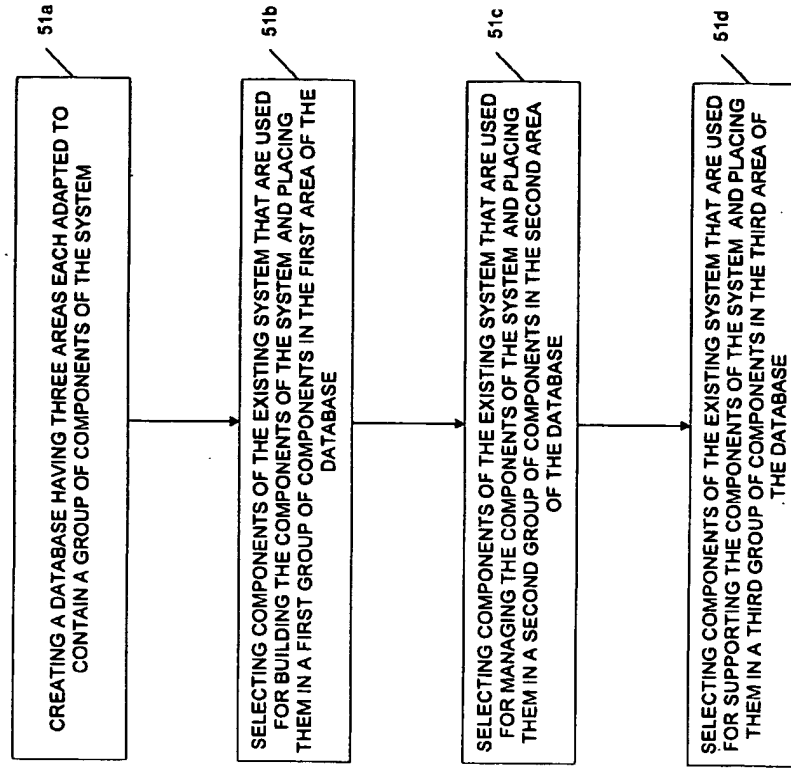 51a
CREATING A DATABASE HAVING THREE AREAS EACH ADAPTED TO
CONTAIN A GROUP OF COMPONENTS OF THE SYSTEM
51b
SELECTING COMPONENTS OF THE EXISTING SYSTEM THAT ARE USED
FOR BUILDING THE COMPONENTS OF THE SYSTEM AND PLACING
THEM IN A FIRST GROUP OF COMPONENTS IN THE FIRST AREA OF THE
DATABASE
51c
SELECTING COMPONENTS OF THE EXISTING SYSTEM THAT ARE USED
FOR MANAGING THE COMPONENTS OF THE SYSTEM AND PLACING
THEM IN A SECOND GROUP OF COMPONENTS IN THE SECOND AREA
OF THE DATABASE
51d
SELECTING COMPONENTS OF THE EXISTING SYSTEM THAT ARE USED
FOR SUPPORTING THE COMPONENTS OF THE SYSTEM AND PLACING
THEM IN A THIRD GROUP OF COMPONENTS IN THE THIRD AREA OF
THE DATABASE